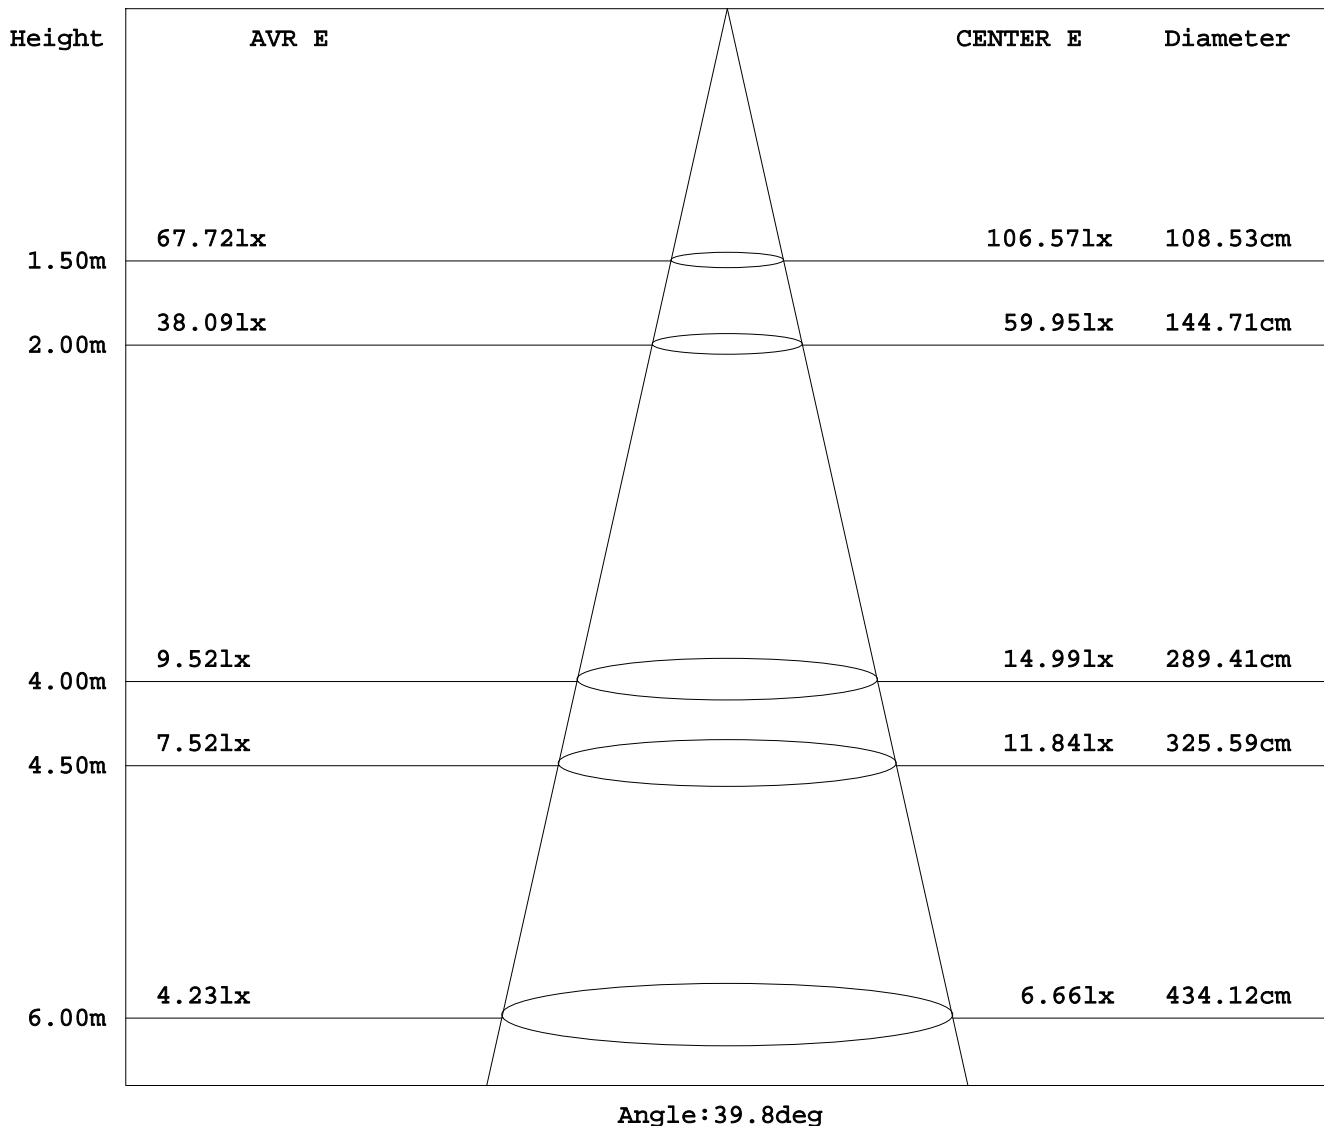 Height AVR E CENTER E Diameter
67.72lx 106.57lx 108.53cm
1.50m
38.09lx 59.95lx 144.71cm
2.00m
9.52lx 14.99lx 289.41cm
4.00m
7.52lx 11.84lx 325.59cm
4.50m
4.23lx 6.66lx 434.12cm
6.00m
Angle:39.8deg